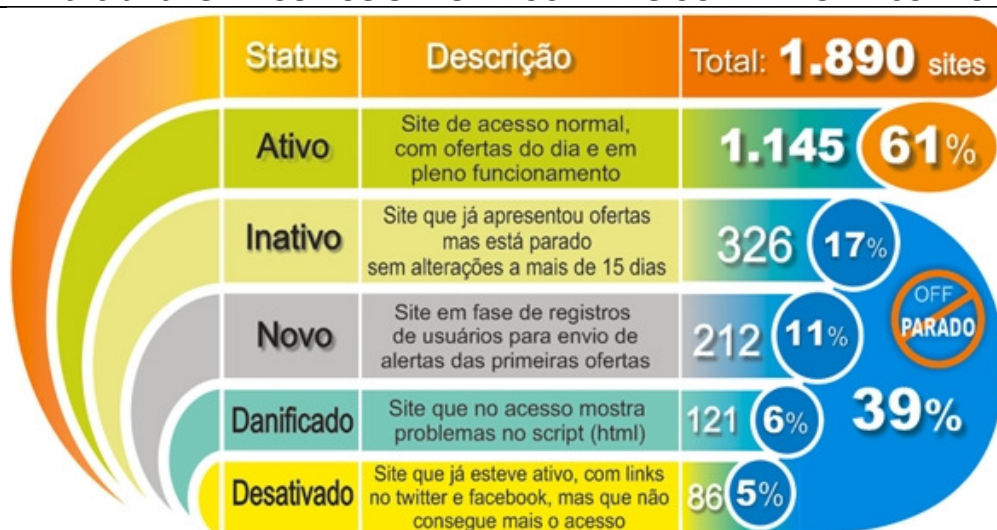 Status Descrição Total: 1.890 sites
Ativo
Site de acesso normal,
com ofertas do dia e em
pleno funcionamento
1.145 61%
Inativo
Site que já apresentou ofertas
mas está parado
sem alterações a mais de 15 dias
326 17%
Novo
Site em fase de registros
de usuários para envio de
alertas das primeiras ofertas
212 11%
OFF
PARADO
39%
Danificado
Site que no acesso mostra
problemas no script (html)
121 6%
Desativado
Site que já esteve ativo, com links
no twitter e facebook, mas que não
consegue mais o acesso
86 5%